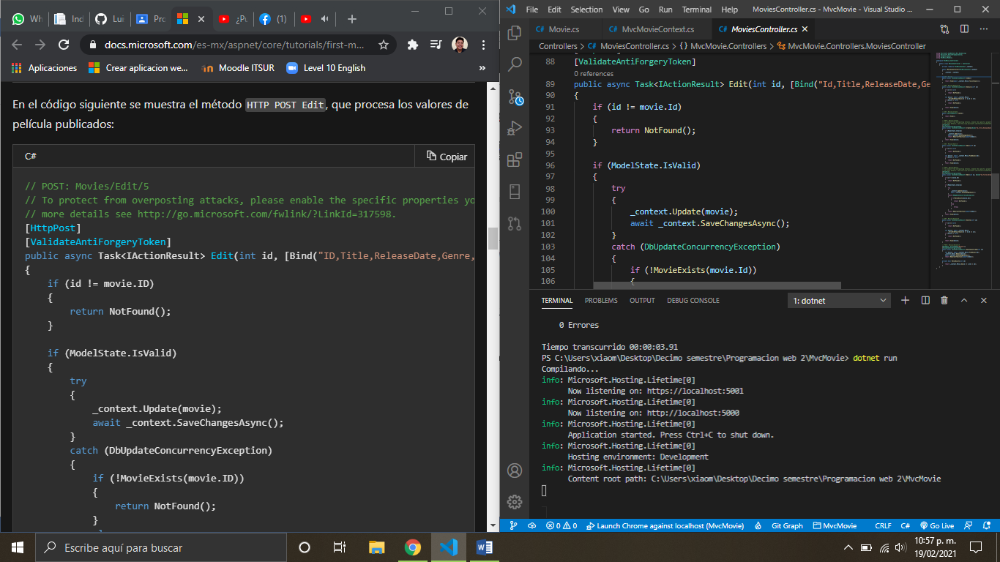 Wh
Ind
Lui
Pro
¿Pu
(1)
docs.microsoft.com/es-mx/aspnet/core/tutorials/first-m...
Aplicaciones
Crear aplicacion we...
Moodle ITSUR
Level 10 English
»
En el código siguiente se muestra el método HTTP POST Edit, que procesa los valores de
película publicados:
C#
Copiar
// POST: Movies/Edit/5
// To protect from overposting attacks, please enable the specific properties yo
// more details see http://go.microsoft.com/fwlink/?LinkId=317598.
[HttpPost]
[ValidateAntiForgeryToken]
public async Task<IActionResult> Edit(int id, [Bind("ID,Title,ReleaseDate,Genre,
{
if (id != movie.ID)
{
return NotFound();
}
if (ModelState.IsValid)
{
try
{
_context.Update(movie);
await _context.SaveChangesAsync();
}
catch (DbUpdateConcurrencyException)
{
if (!MovieExists(movie.ID))
{
return NotFound();
}
File Edit Selection View Go Run Terminal Help MoviesController.cs - MvcMovie - Visual Studio ...
C# Movie.cs
C# MvcMovieContext.cs
C# MoviesController.cs
Controllers > C# MoviesController.cs > {} MvcMovie.Controllers > MvcMovie.Controllers.MoviesController
88 [ValidateAntiForgeryToken]
0 references
89 public async Task<IActionResult> Edit(int id, [Bind("Id,Title,ReleaseDate,Ge
90 {
91 if (id != movie.Id)
92 {
93 return NotFound();
94 }
95
96 if (ModelState.IsValid)
97 {
98 try
99 {
100 _context.Update(movie);
101 await _context.SaveChangesAsync();
102 }
103 catch (DbUpdateConcurrencyException)
104 {
105 if (!MovieExists(movie.Id))
106 {
TERMINAL PROBLEMS OUTPUT DEBUG CONSOLE 1: dotnet
0 Errores
Tiempo transcurrido 00:00:03.91
PS C:\Users\xiaom\Desktop\Decimo semestre\Programacion web 2\MvcMovie> dotnet run
Compilando...
info: Microsoft.Hosting.Lifetime[0]
Now listening on: https://localhost:5001
info: Microsoft.Hosting.Lifetime[0]
Now listening on: http://localhost:5000
info: Microsoft.Hosting.Lifetime[0]
Application started. Press Ctrl+C to shut down.
info: Microsoft.Hosting.Lifetime[0]
Hosting environment: Development
info: Microsoft.Hosting.Lifetime[0]
Content root path: C:\Users\xiaom\Desktop\Decimo semestre\Programacion web 2\MvcMovie
0 0 Launch Chrome against localhost (MvcMovie) Git Graph MvcMovie CRLF C# Go Live
Escribe aquí para buscar
10:57 p. m.
19/02/2021